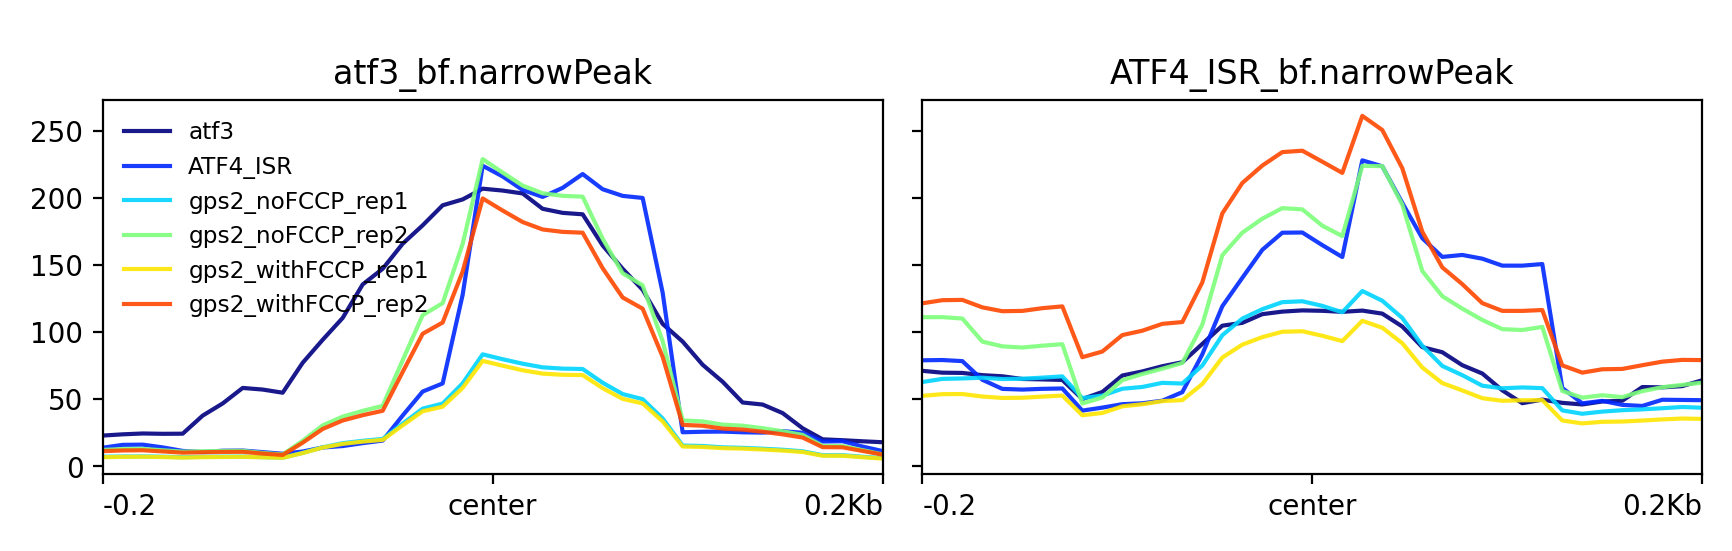 atf3_bf.narrowPeak
ATF4_ISR_bf.narrowPeak
250
200
150
100
50
0
atf3
ATF4_ISR
gps2_noFCCP_rep1
gps2_noFCCP_rep2
gps2_withFCCP_rep1
gps2_withFCCP_rep2
-0.2 center 0.2Kb
-0.2 center 0.2Kb